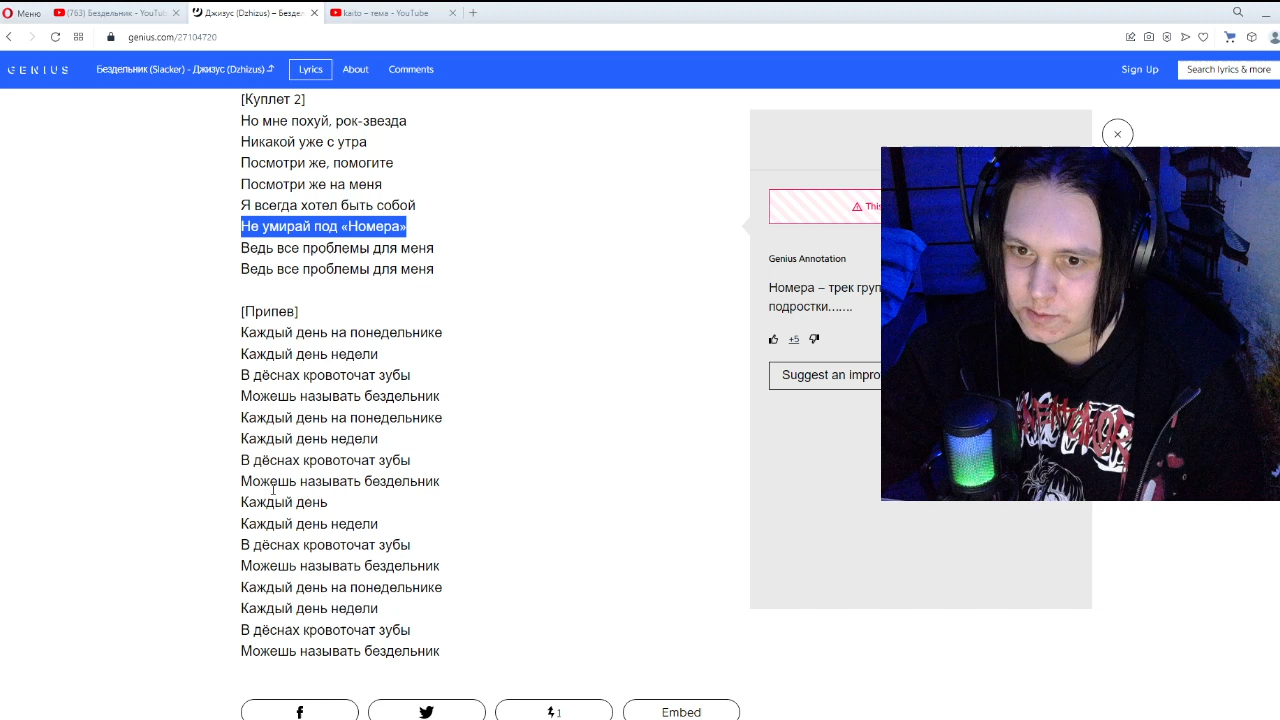 Меню
(763) Бездельник - YouTub
Джизус (Dzhizus) – Бездел
kaito – тема - YouTube
genius.com/27104720
GENIUS
Бездельник (Slacker) - Джизус (Dzhizus)
Lyrics
About
Comments
Sign Up
Search lyrics & more
[Куплет 2]
Но мне похуй, рок-звезда
Никакой уже с утра
Посмотри же, помогите
Посмотри же на меня
Я всегда хотел быть собой
Не умирай под «Номера»
Ведь все проблемы для меня
Ведь все проблемы для меня
[Припев]
Каждый день на понедельнике
Каждый день недели
В дёснах кровоточат зубы
Можешь называть бездельник
Каждый день на понедельнике
Каждый день недели
В дёснах кровоточат зубы
Можешь называть бездельник
Каждый день
Каждый день недели
В дёснах кровоточат зубы
Можешь называть бездельник
Каждый день на понедельнике
Каждый день недели
В дёснах кровоточат зубы
Можешь называть бездельник
This
Genius Annotation
Номера – трек груп
подростки…….
+5
Suggest an impro
1
Embed